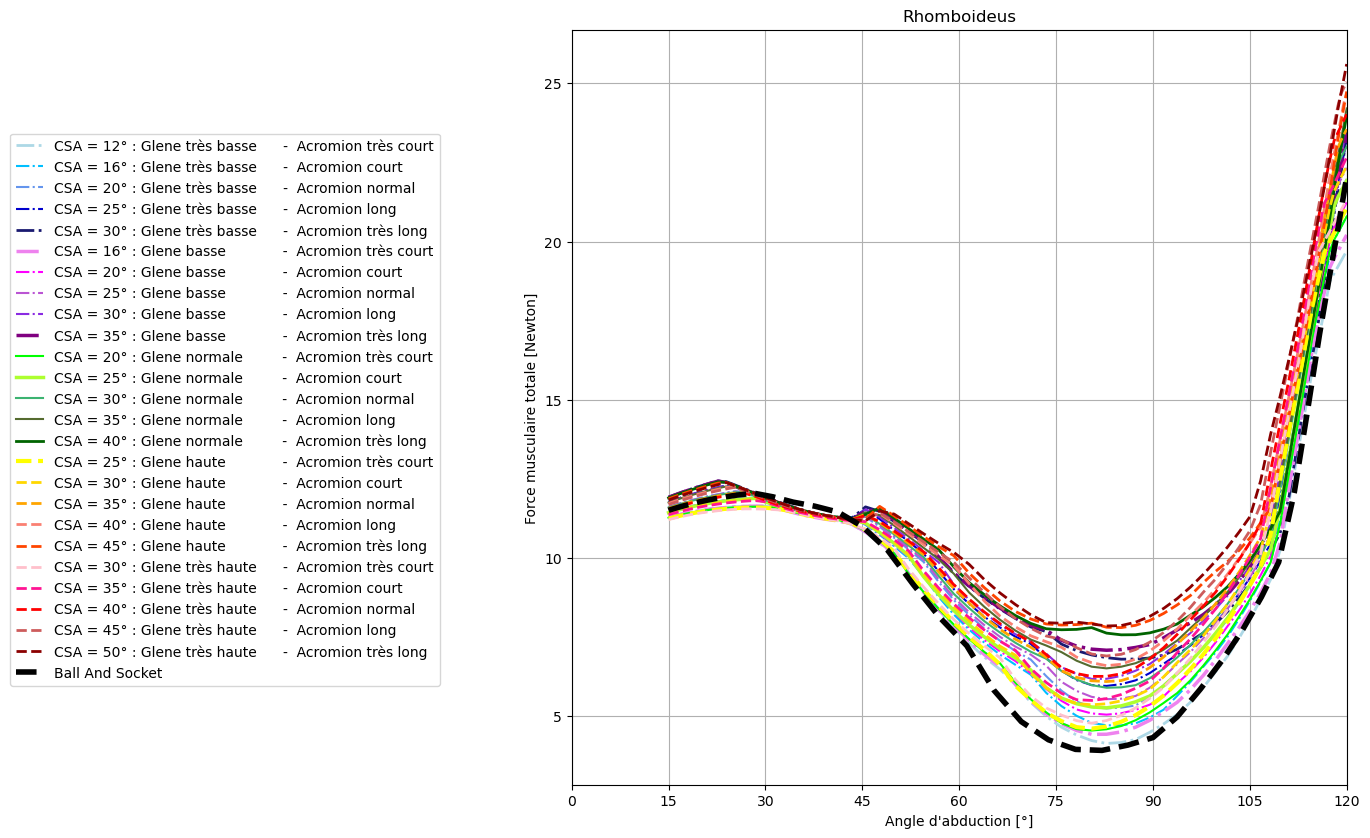 Rhomboideus
CSA = 12° : Glene très basse - Acromion très court
CSA = 16° : Glene très basse - Acromion court
CSA = 20° : Glene très basse - Acromion normal
CSA = 25° : Glene très basse - Acromion long
CSA = 30° : Glene très basse - Acromion très long
CSA = 16° : Glene basse - Acromion très court
CSA = 20° : Glene basse - Acromion court
CSA = 25° : Glene basse - Acromion normal
CSA = 30° : Glene basse - Acromion long
CSA = 35° : Glene basse - Acromion très long
CSA = 20° : Glene normale - Acromion très court
CSA = 25° : Glene normale - Acromion court
CSA = 30° : Glene normale - Acromion normal
CSA = 35° : Glene normale - Acromion long
CSA = 40° : Glene normale - Acromion très long
CSA = 25° : Glene haute - Acromion très court
CSA = 30° : Glene haute - Acromion court
CSA = 35° : Glene haute - Acromion normal
CSA = 40° : Glene haute - Acromion long
CSA = 45° : Glene haute - Acromion très long
CSA = 30° : Glene très haute - Acromion très court
CSA = 35° : Glene très haute - Acromion court
CSA = 40° : Glene très haute - Acromion normal
CSA = 45° : Glene très haute - Acromion long
CSA = 50° : Glene très haute - Acromion très long
Ball And Socket
Force musculaire totale [Newton]
25
20
15
10
5
0 15 30 45 60 75 90 105 120
Angle d'abduction [°]